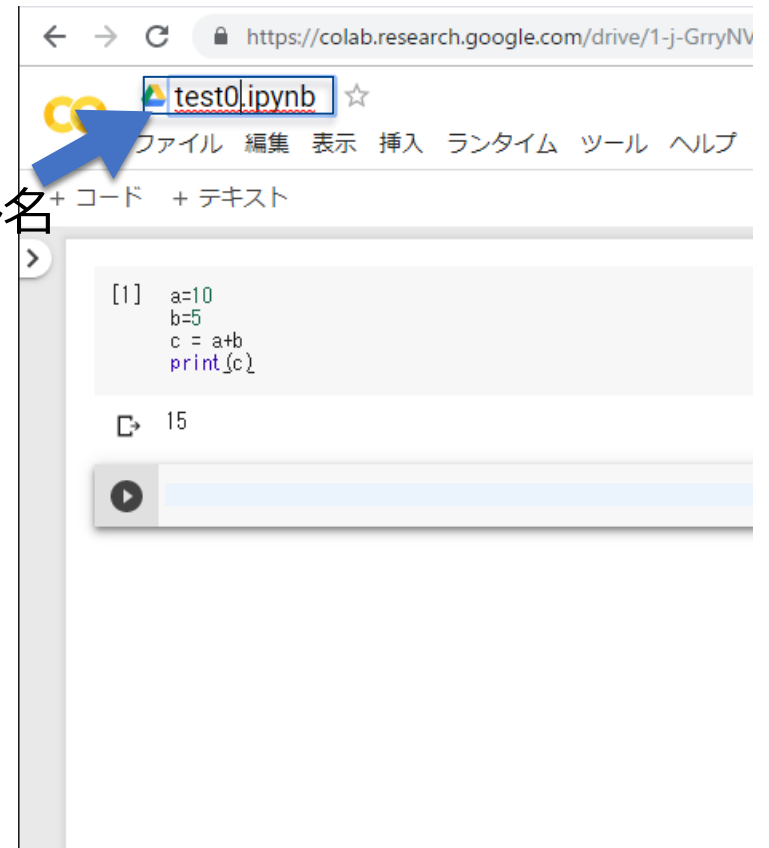 https://colab.research.google.com/drive/1-j-GrryNV
test0.ipynb
ファイル 編集 表示 挿入 ランタイム ツール ヘルプ
名
+ コード + テキスト
[1] a=10
b=5
c = a+b
print(c)
15